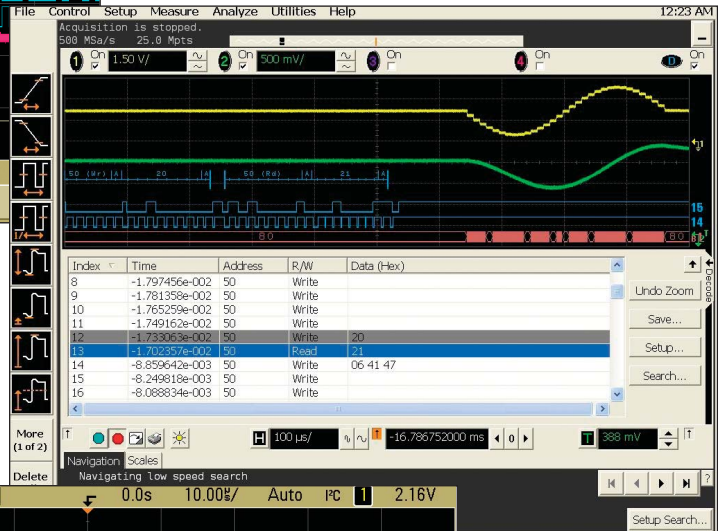 File Control Setup Measure Analyze Utilities Help 12:23 AM
Acquisition is stopped.
500 MSa/s 25.0 Mpts
1 On 1.50 V/ 2 On 500 mV/ 3 On 4 On D On
1
50 (Wr) A 20 A 50 (Rd) A 21 A
15
14
80 80
Index Time Address R/W Data (Hex)
8 -1.797456e-002 50 Write
9 -1.781358e-002 50 Write
10 -1.765259e-002 50 Write
11 -1.749162e-002 50 Write
12 -1.733063e-002 50 Write 20
13 -1.702357e-002 50 Read 21
14 -8.859642e-003 50 Write 06 41 47
15 -8.249818e-003 50 Write
16 -8.088834e-003 50 Write
Decode
Undo Zoom
Save...
Setup...
Search...
More
(1 of 2)
Delete
H 100 µs/ -16.786752000 ms 0 T 388 mV
Navigation Scales
Navigating low speed search
?
0.0s 10.00 / Auto I²C 1 2.16V
Setup Search...